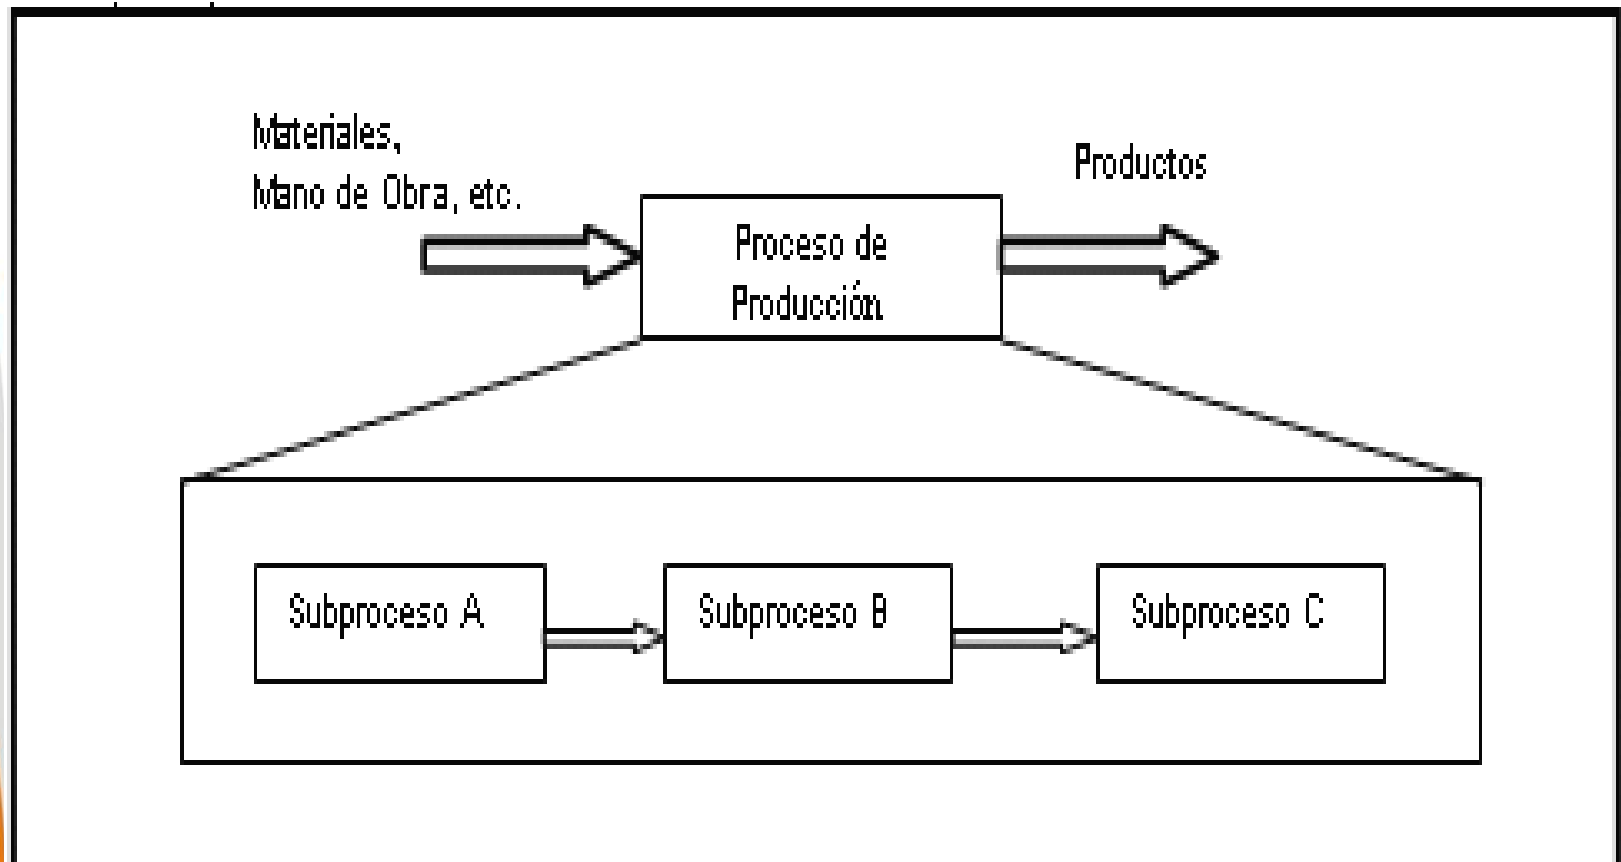 Materiales,
Mano de Obra, etc.
Productos
Proceso de
Producción
Subproceso A
Subproceso B
Subproceso C